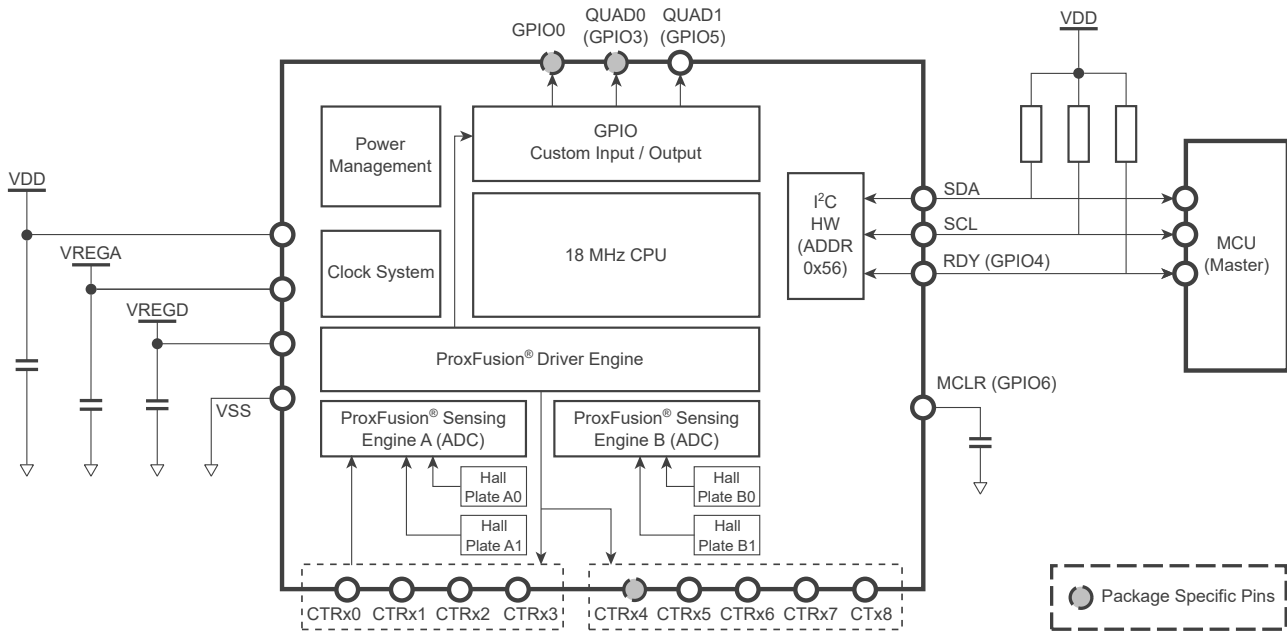 GPIO0
QUAD0
(GPIO3)
QUAD1
(GPIO5)
VDD
Power
Management
GPIO
Custom Input / Output
VDD
I²C
HW
(ADDR
0x56)
SDA
SCL
RDY (GPIO4)
MCU
(Master)
VREGA
Clock System
18 MHz CPU
VREGD
ProxFusion® Driver Engine
VSS
MCLR (GPIO6)
ProxFusion® Sensing
Engine A (ADC)
ProxFusion® Sensing
Engine B (ADC)
Hall
Plate A0
Hall
Plate B0
Hall
Plate A1
Hall
Plate B1
CTRx0
CTRx1
CTRx2
CTRx3
CTRx4
CTRx5
CTRx6
CTRx7
CTx8
Package Specific Pins